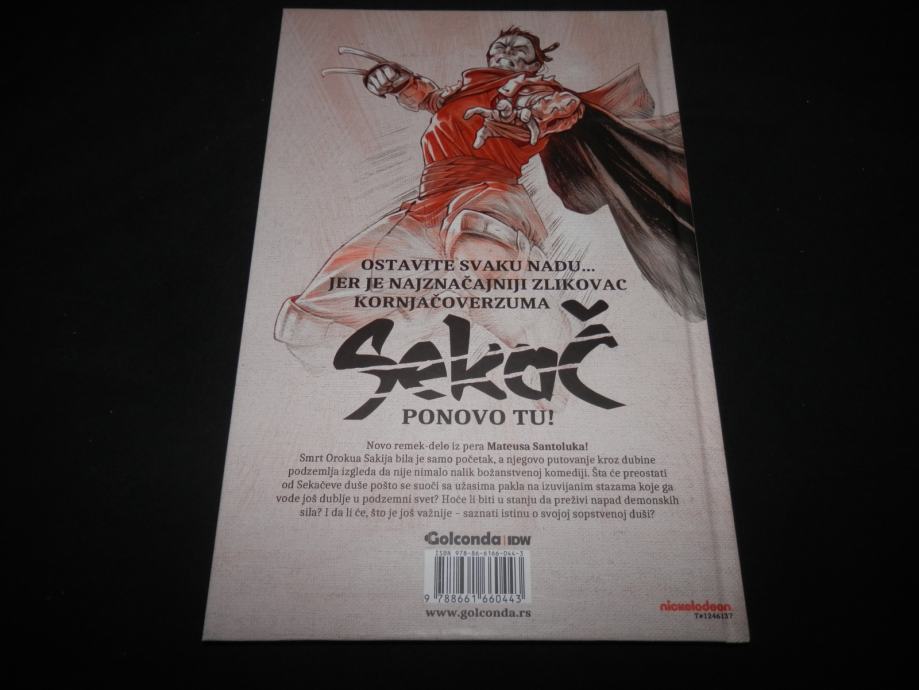 OSTAVITE SVAKU NADU...
JER JE NAJZNAČAJNIJI ZLIKOVAC
KORNJAČOVERZUMA
Sekač
PONOVO TU!
Novo remek-delo iz pera Mateusa Santoluka!
Smrt Orokua Sakija bila je samo početak, a njegovo putovanje kroz dubine
podzemlja izgleda da nije nimalo nalik božanstvenoj komediji. Šta će preostati
od Sekačeve duše pošto se suoči sa užasima pakla na izuvijanim stazama koje ga
vode još dublje u podzemni svet? Hoće li biti u stanju da preživi napad demonskih
sila? I da li će, što je još važnije – saznati istinu o svojoj sopstvenoj duši?
Golconda | IDW
ISBN 978-86-6166-044-3
9 788661 660443
www.golconda.rs
nickelodeon
T#1246137